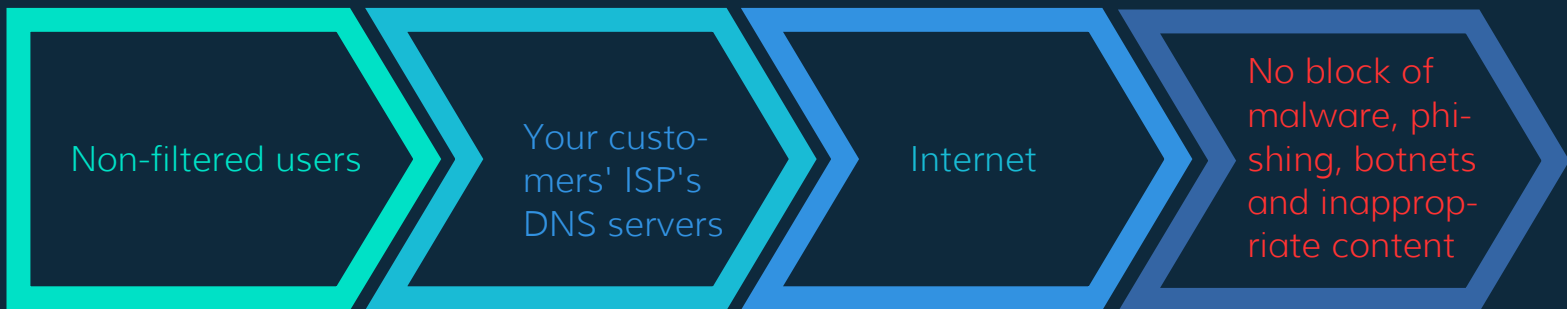 Non-filtered users
Your custo-
mers' ISP's
DNS servers
Internet
No block of
malware, phi-
shing, botnets
and inapprop-
riate content